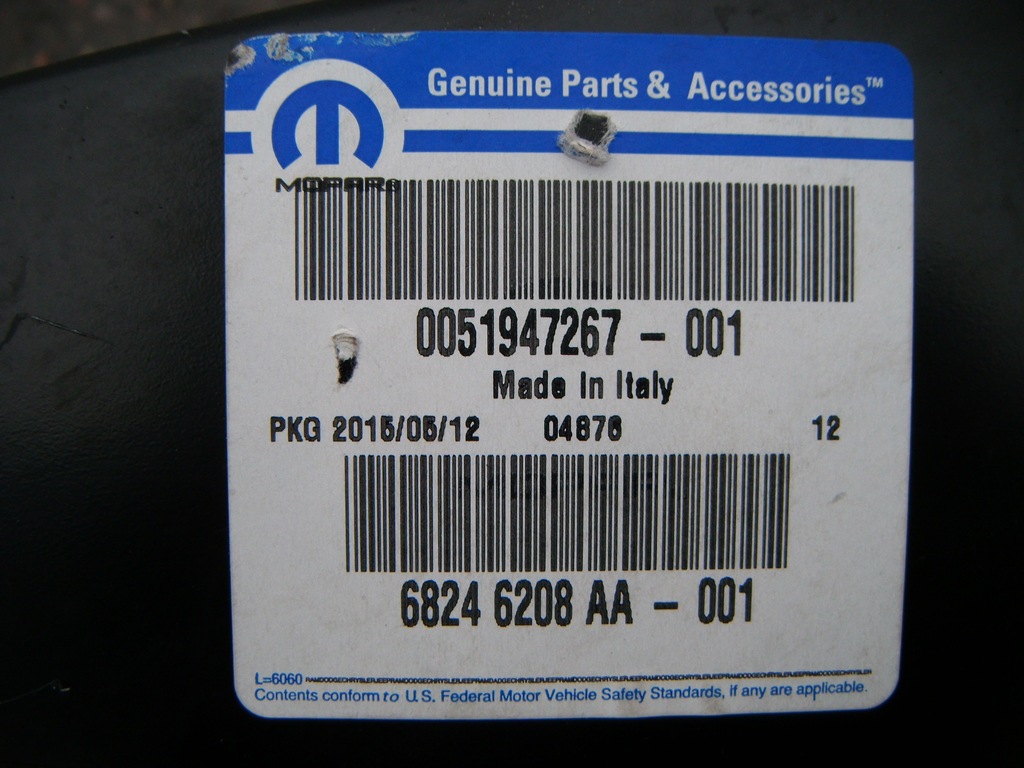 Genuine Parts & Accessories™
MOPAR®
0051947267 - 001
Made in Italy
PKG 2015/05/12 04876 12
6824 6208 AA - 001
L=6060
Contents conform to U.S. Federal Motor Vehicle Safety Standards, if any are applicable.